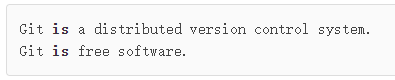 Git is a distributed version control system.
Git is free software.